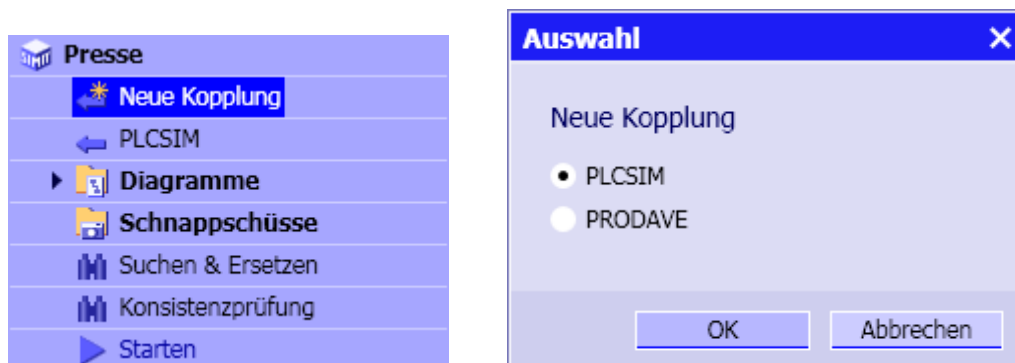 Presse
Neue Kopplung
PLCSIM
Diagramme
Schnappschüsse
Suchen & Ersetzen
Konsistenzprüfung
Starten
Auswahl
Neue Kopplung
PLCSIM
PRODAVE
OK
Abbrechen